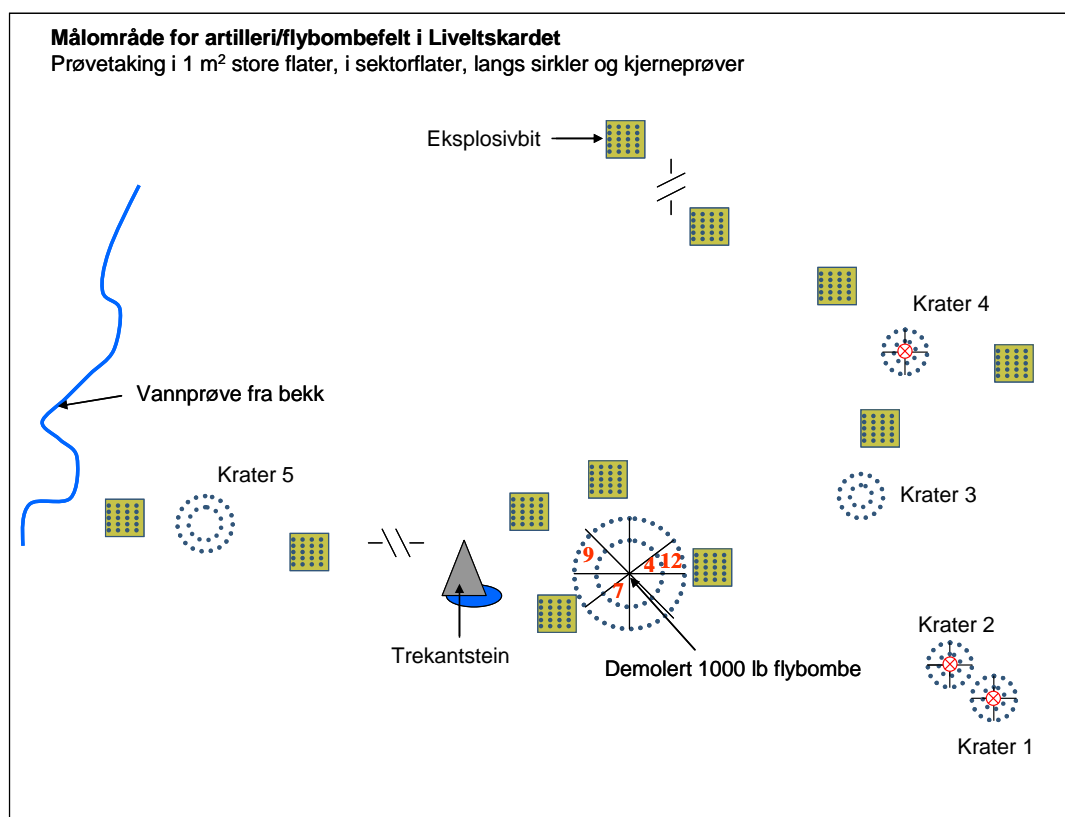 Målområde for artilleri/flybombefelt i Liveltskardet
Prøvetaking i 1 m² store flater, i sektorflater, langs sirkler og kjerneprøver
Eksplosivbit
Krater 4
Vannprøve fra bekk
Krater 5
Krater 3
9
4
12
7
Krater 2
Trekantstein
Demolert 1000 lb flybombe
Krater 1